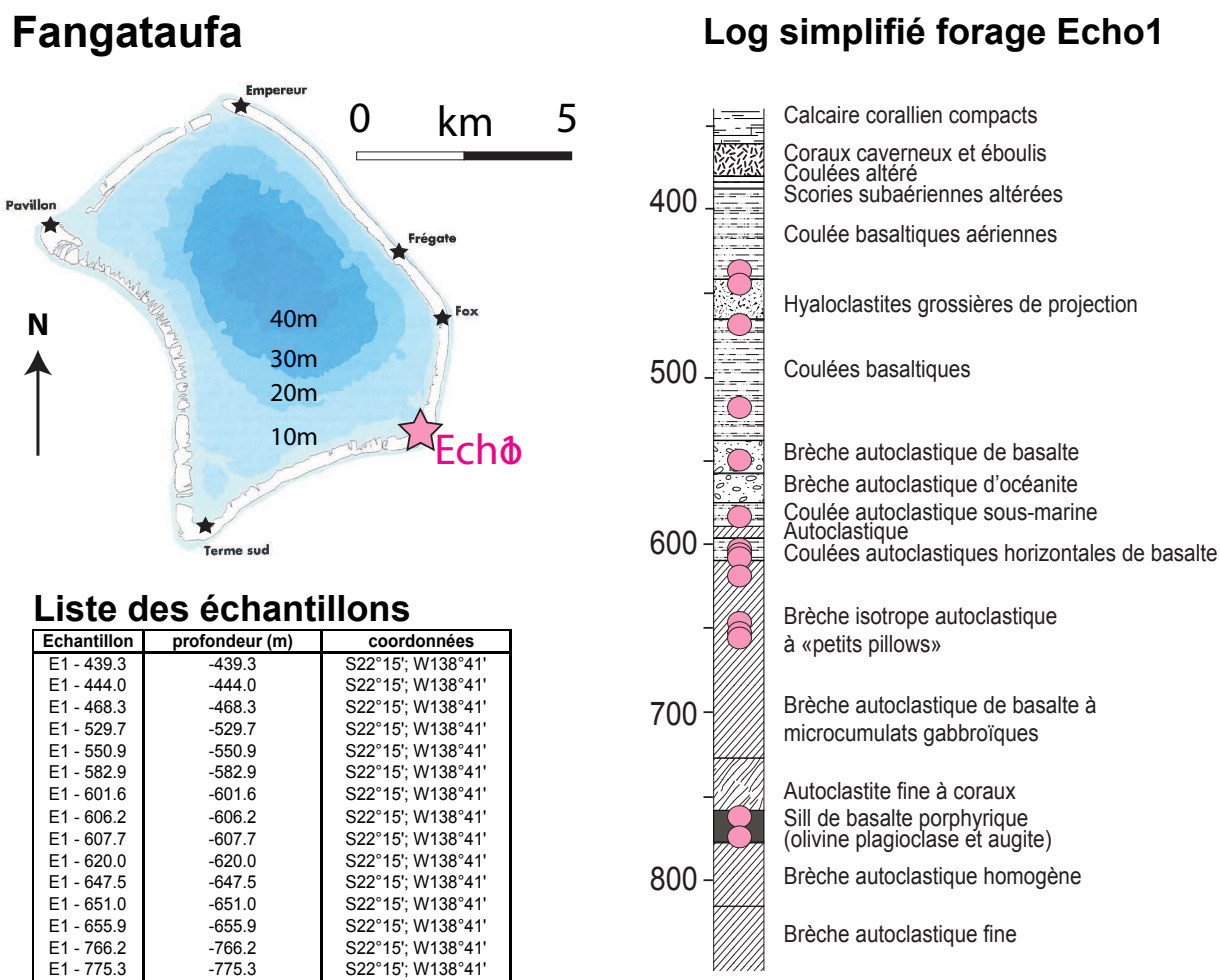 Fangataufa
Empereur
0 km 5
Pavillon
Frégate
Fox
N
40m
30m
20m
10m
Echo1
Terme sud
Liste des échantillons
Echantillon profondeur (m) coordonnées
E1 - 439.3 -439.3 S22°15'; W138°41'
E1 - 444.0 -444.0 S22°15'; W138°41'
E1 - 468.3 -468.3 S22°15'; W138°41'
E1 - 529.7 -529.7 S22°15'; W138°41'
E1 - 550.9 -550.9 S22°15'; W138°41'
E1 - 582.9 -582.9 S22°15'; W138°41'
E1 - 601.6 -601.6 S22°15'; W138°41'
E1 - 606.2 -606.2 S22°15'; W138°41'
E1 - 607.7 -607.7 S22°15'; W138°41'
E1 - 620.0 -620.0 S22°15'; W138°41'
E1 - 647.5 -647.5 S22°15'; W138°41'
E1 - 651.0 -651.0 S22°15'; W138°41'
E1 - 655.9 -655.9 S22°15'; W138°41'
E1 - 766.2 -766.2 S22°15'; W138°41'
E1 - 775.3 -775.3 S22°15'; W138°41'
Log simplifié forage Echo1
Calcaire corallien compacts
Coraux caverneux et éboulis
Coulées altéré
Scories subaériennes altérées
400
Coulée basaltiques aériennes
Hyaloclastites grossières de projection
500
Coulées basaltiques
Brèche autoclastique de basalte
Brèche autoclastique d'océanite
Coulée autoclastique sous-marine
Autoclastique
600
Coulées autoclastiques horizontales de basalte
Brèche isotrope autoclastique
à «petits pillows»
700
Brèche autoclastique de basalte à
microcumulats gabbroïques
Autoclastite fine à coraux
Sill de basalte porphyrique
(olivine plagioclase et augite)
800
Brèche autoclastique homogène
Brèche autoclastique fine